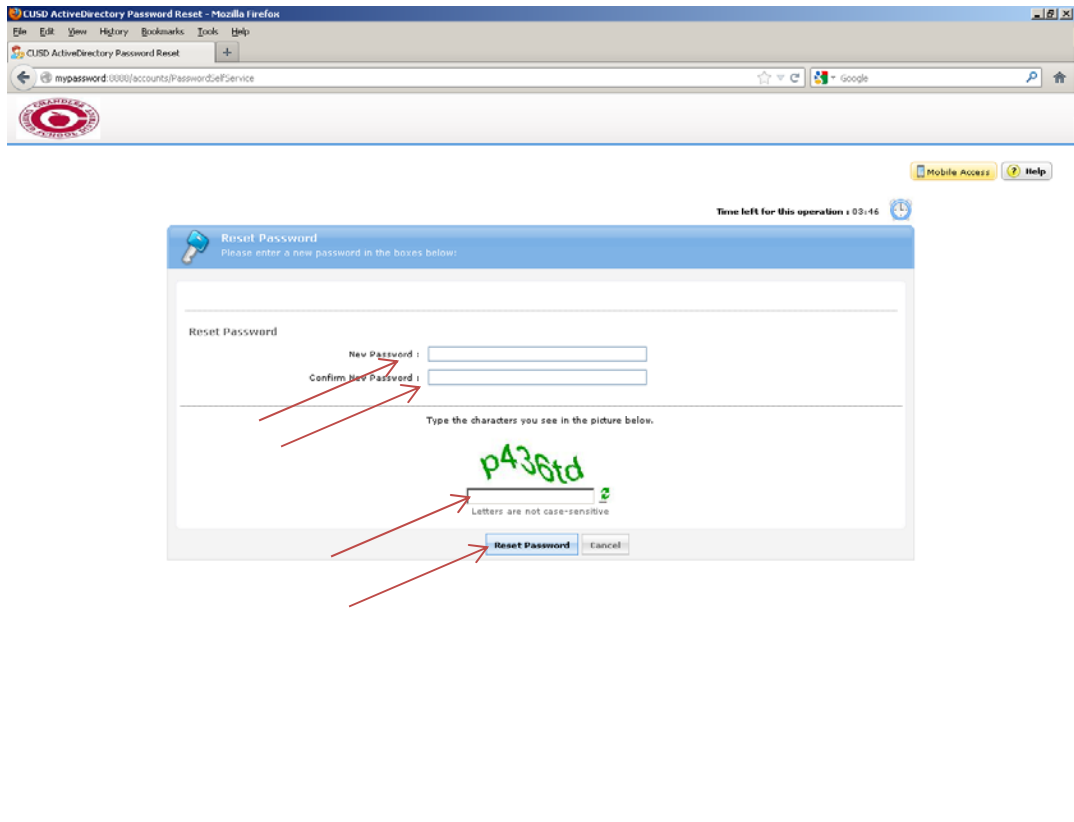 CUSD ActiveDirectory Password Reset - Mozilla Firefox
File Edit View History Bookmarks Tools Help
CUSD ActiveDirectory Password Reset
mypassword:8888/accounts/PasswordSelfService
Google
CHANDLER
SCHOOL
Mobile Access
Help
Time left for this operation : 03:46
Reset Password
Please enter a new password in the boxes below:
Reset Password
New Password :
Confirm New Password :
Type the characters you see in the picture below.
p436td
Letters are not case-sensitive
Reset Password Cancel